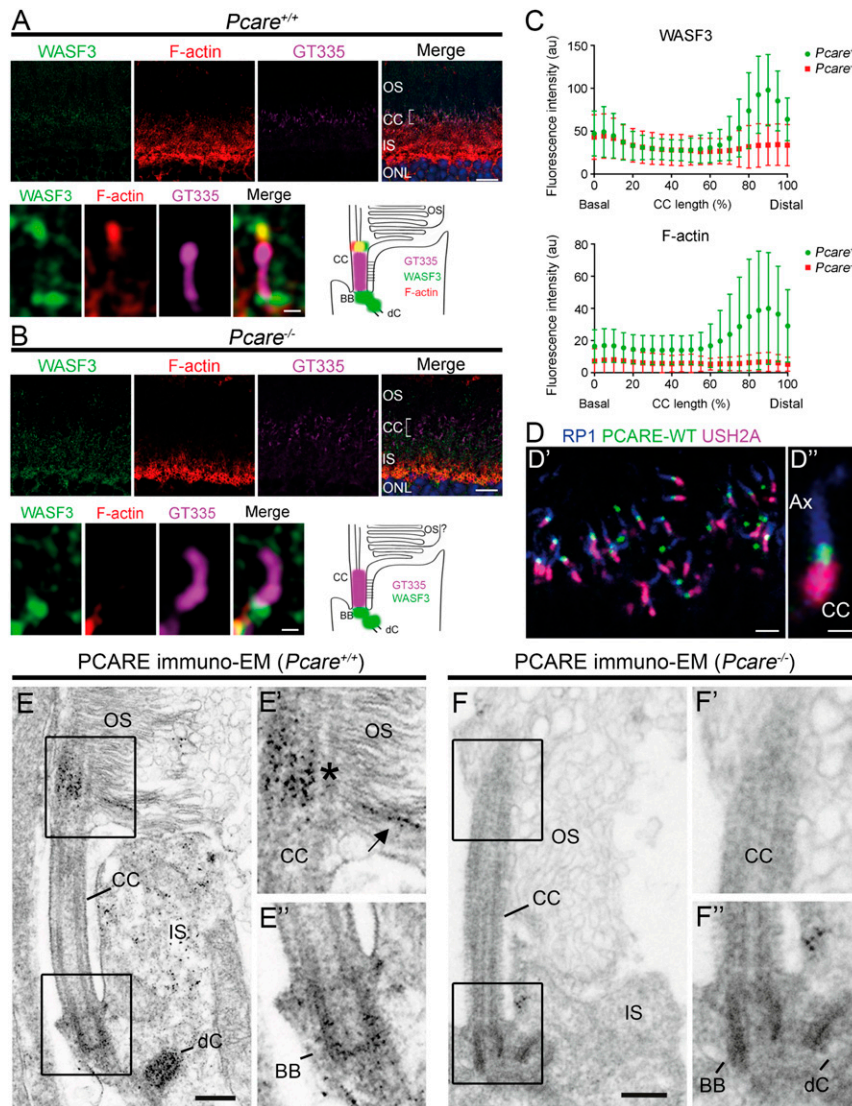 A
Pcare+/+
WASF3 F-actin GT335 Merge
OS
CC
IS
ONL
WASF3 F-actin GT335 Merge
OS
CC
GT335
WASF3
F-actin
BB
dC
B
Pcare-/-
WASF3 F-actin GT335 Merge
OS
CC
IS
ONL
WASF3 F-actin GT335 Merge
OS?
CC
GT335
WASF3
BB
dC
C
WASF3
Fluorescence intensity (au)
150
100
50
0
0 20 40 60 80 100
Basal CC length (%) Distal
Pcare
Pcare
F-actin
Fluorescence intensity (au)
80
60
40
20
0
0 20 40 60 80 100
Basal CC length (%) Distal
Pcare
Pcare
D RP1 PCARE-WT USH2A
D'
D''
Ax
CC
PCARE immuno-EM (Pcare+/+)
E
OS
CC
IS
dC
E'
OS
*
CC
E''
BB
PCARE immuno-EM (Pcare-/-)
F
OS
CC
IS
F'
CC
F''
BB
dC